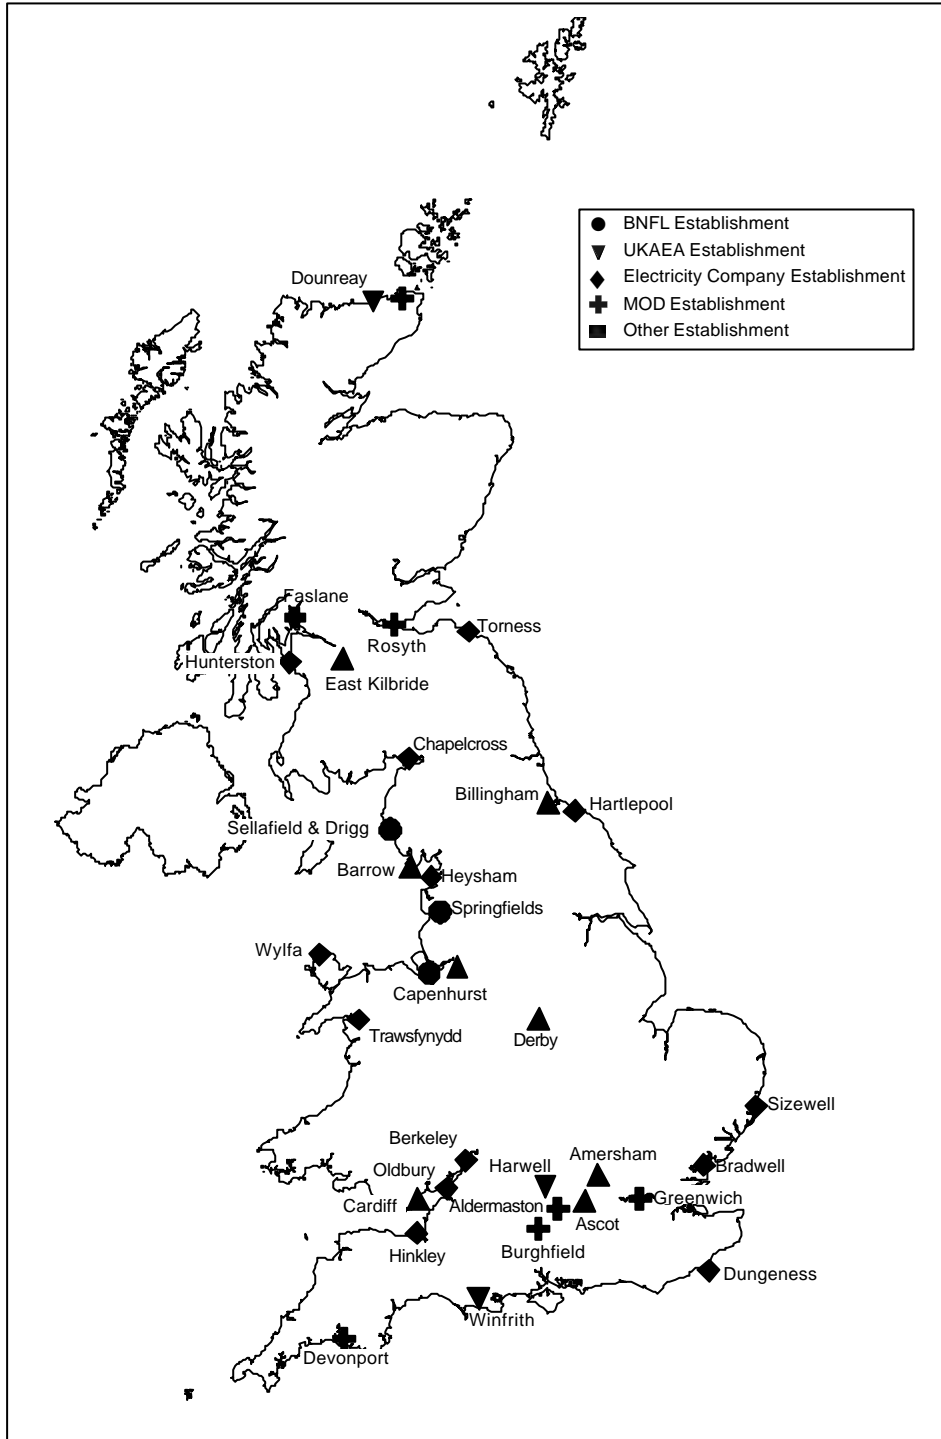 BNFL Establishment
UKAEA Establishment
Electricity Company Establishment
MOD Establishment
Other Establishment
Dounreay
Faslane
Rosyth
Torness
Hunterston
East Kilbride
Chapelcross
Billingham
Hartlepool
Sellafield & Drigg
Barrow
Heysham
Springfields
Wylfa
Capenhurst
Trawsfynydd
Derby
Sizewell
Berkeley
Harwell
Amersham
Bradwell
Oldbury
Cardiff
Aldermaston
Greenwich
Ascot
Hinkley
Burghfield
Dungeness
Winfrith
Devonport